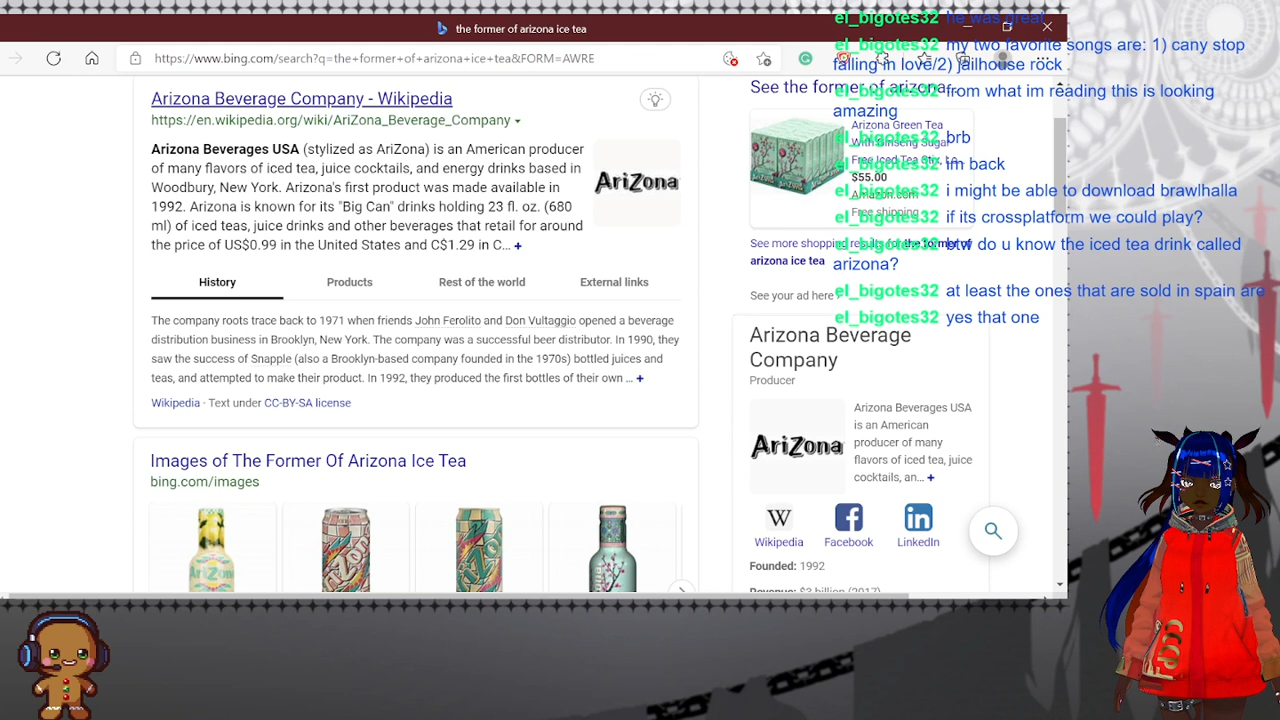 the former of arizona ice tea
https://www.bing.com/search?q=the+former+of+arizona+ice+tea&FORM=AWRE
Arizona Beverage Company - Wikipedia
https://en.wikipedia.org/wiki/AriZona_Beverage_Company
Arizona Beverages USA (stylized as AriZona) is an American producer
of many flavors of iced tea, juice cocktails, and energy drinks based in
Woodbury, New York. Arizona's first product was made available in
1992. Arizona is known for its "Big Can" drinks holding 23 fl. oz. (680
ml) of iced teas, juice drinks and other beverages that retail for around
the price of US$0.99 in the United States and C$1.29 in C... +
AriZona
History Products Rest of the world External links
The company roots trace back to 1971 when friends John Ferolito and Don Vultaggio opened a beverage
distribution business in Brooklyn, New York. The company was a successful beer distributor. In 1990, they
saw the success of Snapple (also a Brooklyn-based company founded in the 1970s) bottled juices and
teas, and attempted to make their product. In 1992, they produced the first bottles of their own ... +
Wikipedia · Text under CC-BY-SA license
Images of The Former Of Arizona Ice Tea
bing.com/images
See the former of arizona...
Arizona Green Tea
With Ginseng Sugar
Free Iced Tea
$55.00
Amazon.com
Free shipping
See more shopping results for the former of
arizona ice tea
See your ad here
Arizona Beverage
Company
Producer
AriZona
Arizona Beverages USA
is an American
producer of many
flavors of iced tea, juice
cocktails, an... +
W
Wikipedia Facebook LinkedIn
Founded: 1992
Revenue: $3 billion (2017)
el_bigotes32 he was great
el_bigotes32 my two favorite songs are: 1) cany stop
falling in love/2) jailhouse rock
el_bigotes32 from what im reading this is looking
amazing
el_bigotes32 brb
el_bigotes32 im back
el_bigotes32 i might be able to download brawlhalla
el_bigotes32 if its crossplatform we could play?
el_bigotes32 btw do u know the iced tea drink called
arizona?
el_bigotes32 at least the ones that are sold in spain are
el_bigotes32 yes that one
CCCP